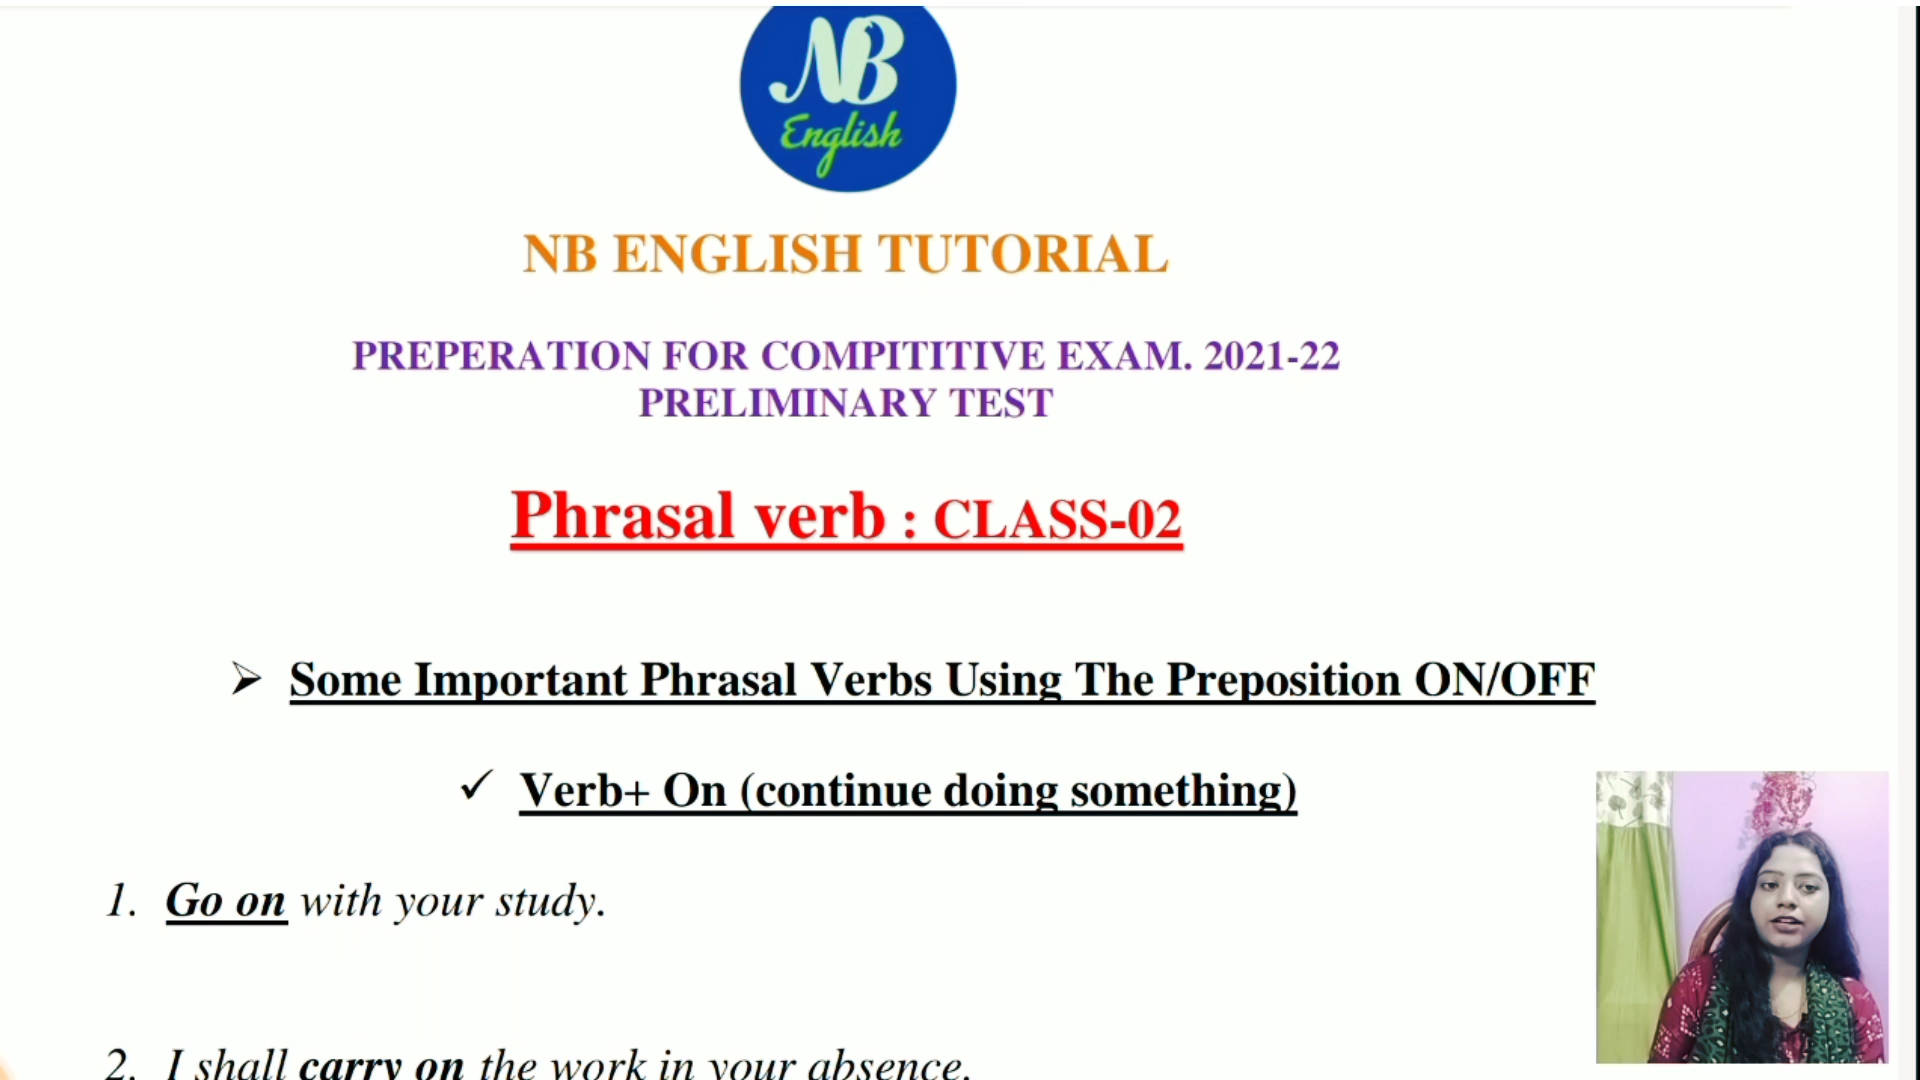 NB
English
NB ENGLISH TUTORIAL
PREPERATION FOR COMPITITIVE EXAM. 2021-22
PRELIMINARY TEST
Phrasal verb : CLASS-02
➢ Some Important Phrasal Verbs Using The Preposition ON/OFF
✓ Verb+ On (continue doing something)
1. Go on with your study.
2. I shall carry on the work in your absence.